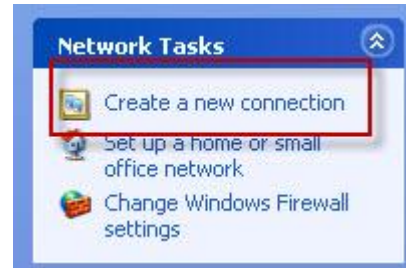 Network Tasks
Create a new connection
Set up a home or small
office network
Change Windows Firewall
settings